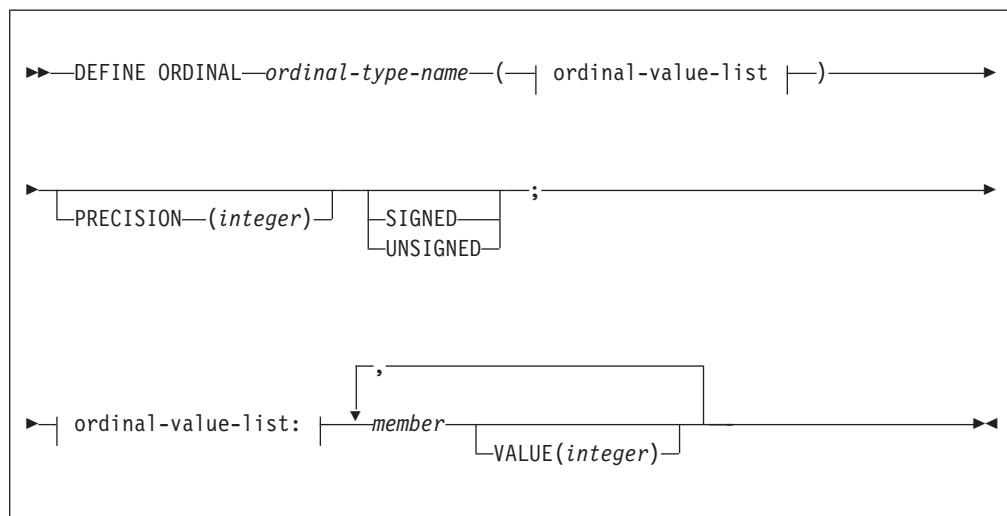 DEFINE ORDINAL ordinal-type-name ( ordinal-value-list )
PRECISION (integer) SIGNED ;
UNSIGNED
,
ordinal-value-list: member
VALUE(integer)